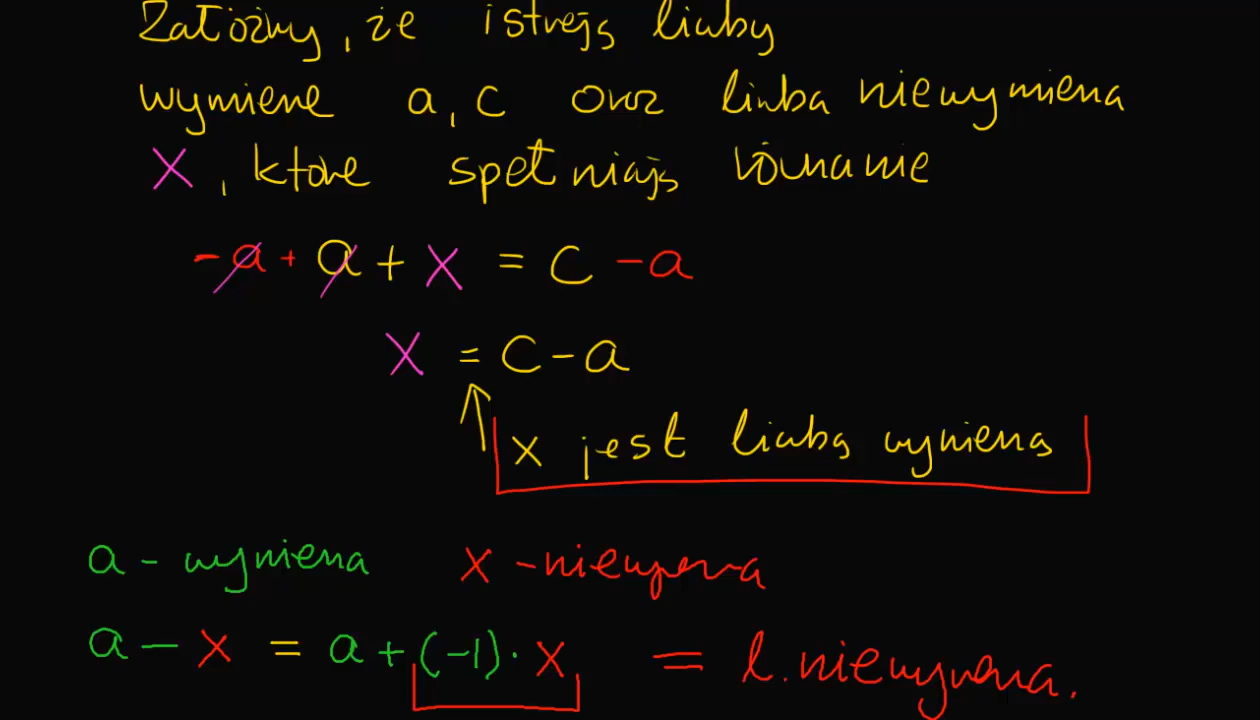 Załóżmy, że istnieją liczby
wymierne a, c oraz liczba niewymierna
x, które spełniają równanie
-a + a + x = c - a
x = c - a
x jest liczbą wymierną
a - wymierna x - niewymierna
a - x = a + (-1) · x = l. niewymierna.